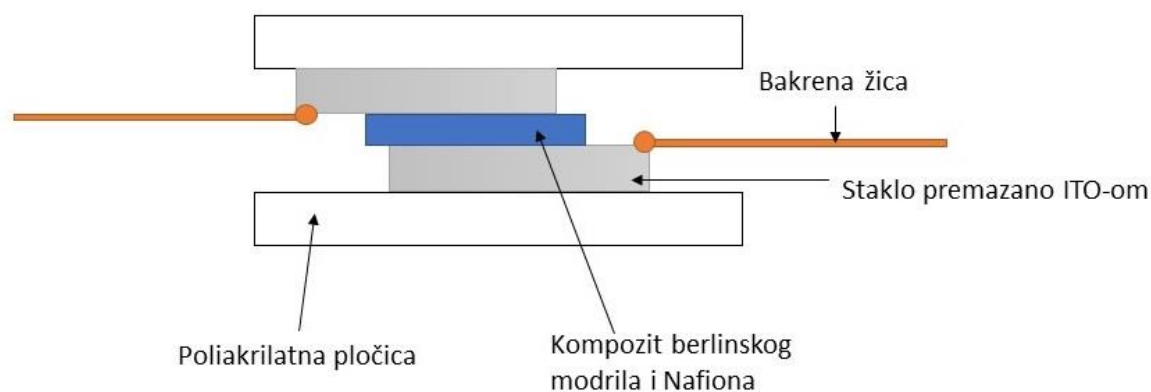 Bakrena žica
Staklo premazano ITO-om
Poliakrilatna pločica
Kompozit berlinskog
modrila i Nafiona